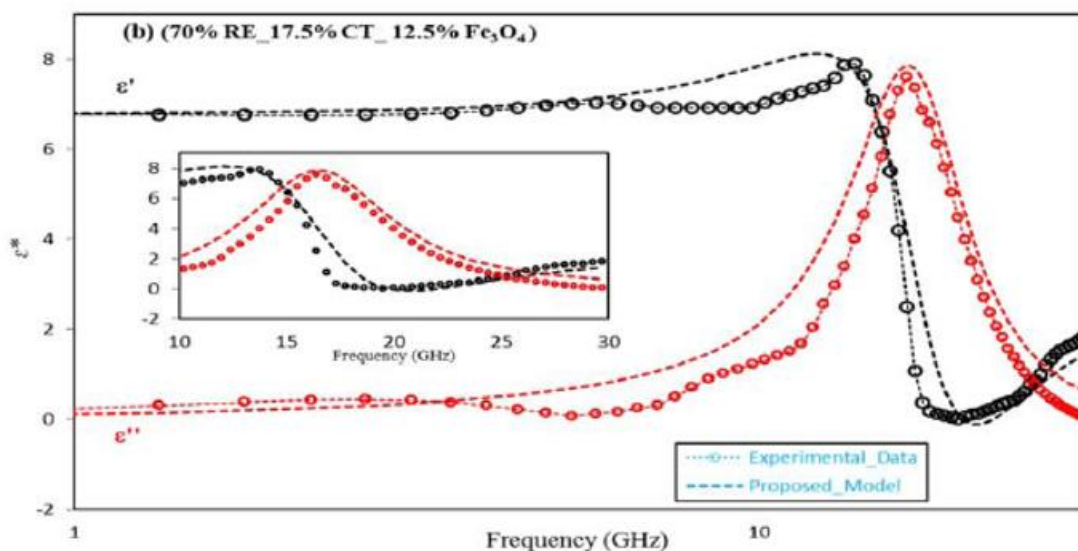 (b) (70% RE_17.5% CT_ 12.5% Fe₃O₄)
8
6
4
2
0
-2
ε*
ε'
ε''
8
6
4
2
0
-2
10 15 20 25 30
Frequency (GHz)
Experimental_Data
Proposed_Model
1 10
Frequency (GHz)